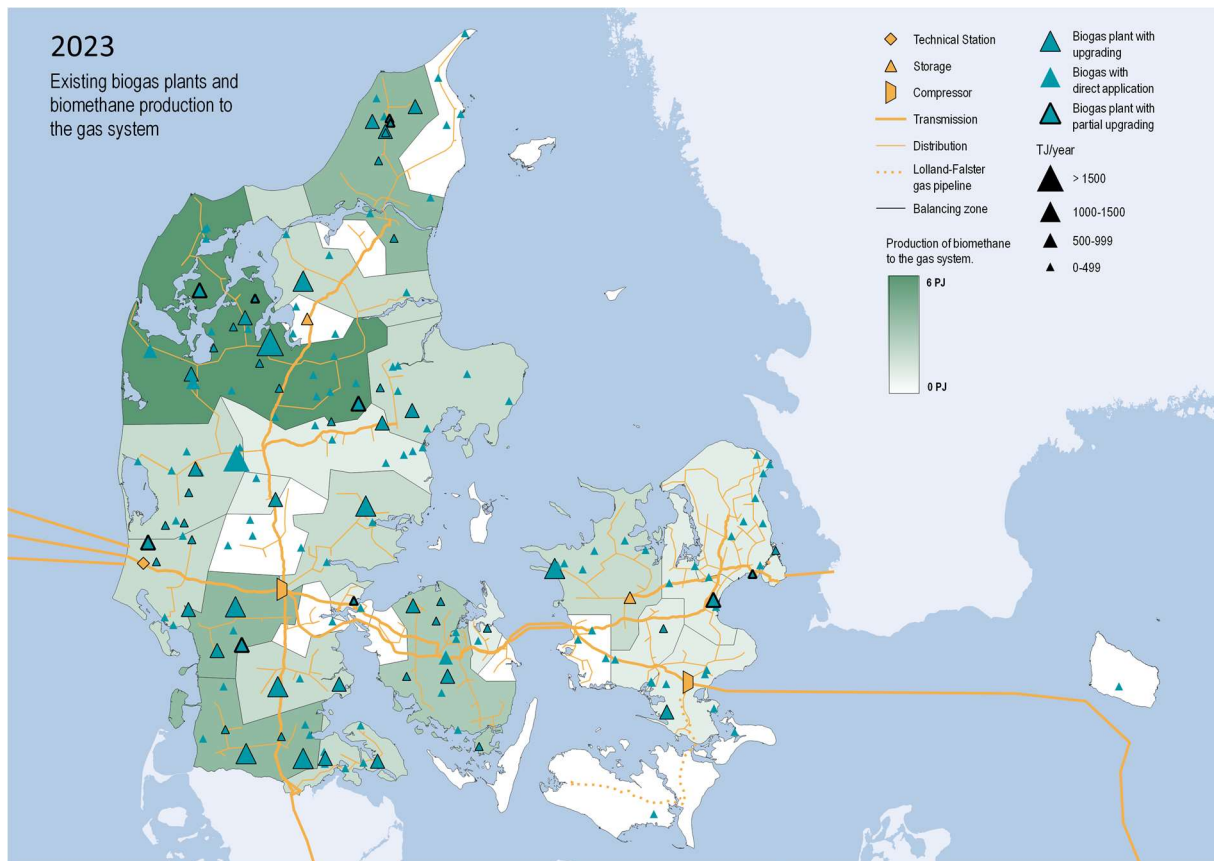 2023
Existing biogas plants and
biomethane production to
the gas system
Technical Station
Storage
Compressor
Transmission
Distribution
Lolland-Falster
gas pipeline
Balancing zone
Production of biomethane
to the gas system.
6 PJ
0 PJ
Biogas plant with
upgrading
Biogas with
direct application
Biogas plant with
partial upgrading
TJ/year
> 1500
1000-1500
500-999
0-499